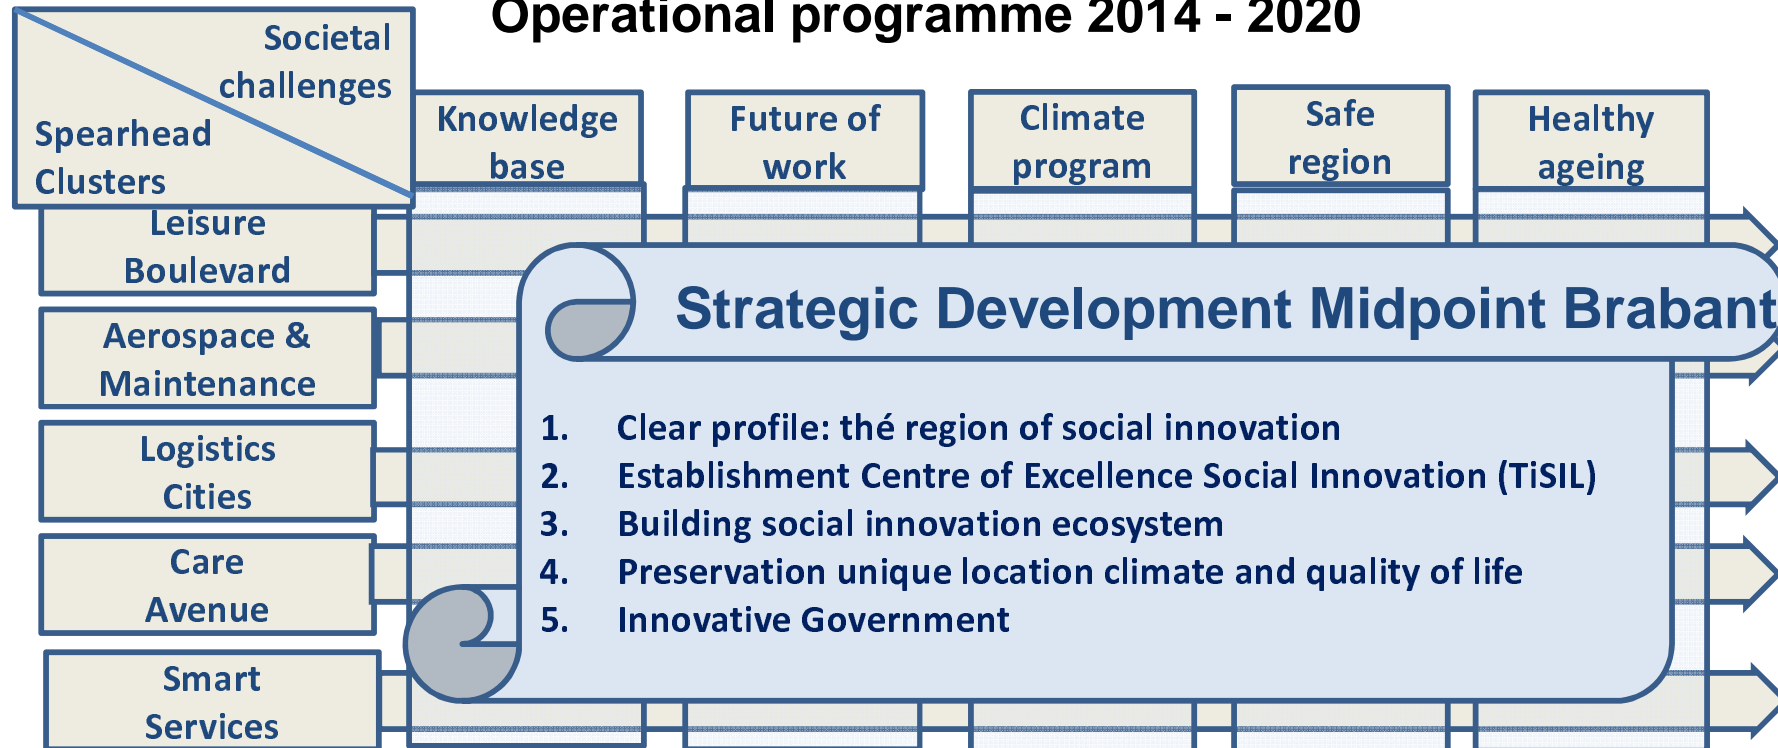 Operational programme 2014 - 2020
Societal
challenges
Spearhead
Clusters
Knowledge
base
Future of
work
Climate
program
Safe
region
Healthy
ageing
Leisure
Boulevard
Aerospace &
Maintenance
Logistics
Cities
Care
Avenue
Smart
Services
Strategic Development Midpoint Brabant
1. Clear profile: thé region of social innovation
2. Establishment Centre of Excellence Social Innovation (TiSIL)
3. Building social innovation ecosystem
4. Preservation unique location climate and quality of life
5. Innovative Government